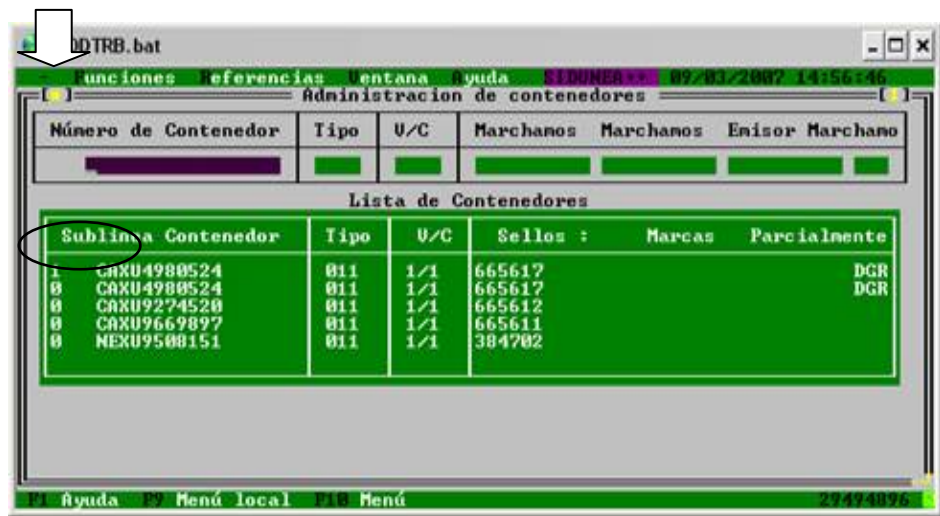 DTRB.bat
- Funciones Referencias Ventana Ayuda SIDUNEA++ 09/03/2007 14:56:46
Administracion de contenedores
Número de Contenedor Tipo V/C Marchamos Marchamos Emisor Marchamo
Lista de Contenedores
Sublinea Contenedor Tipo V/C Sellos : Marcas Parcialmente
1 CAXU4980524 011 1/1 665617 DGR
0 CAXU4980524 011 1/1 665617 DGR
0 CAXU9274520 011 1/1 665612
0 CAXU9669897 011 1/1 665611
0 NEXU9508151 011 1/1 384702
F1 Ayuda F9 Menú local F10 Menú 29494896